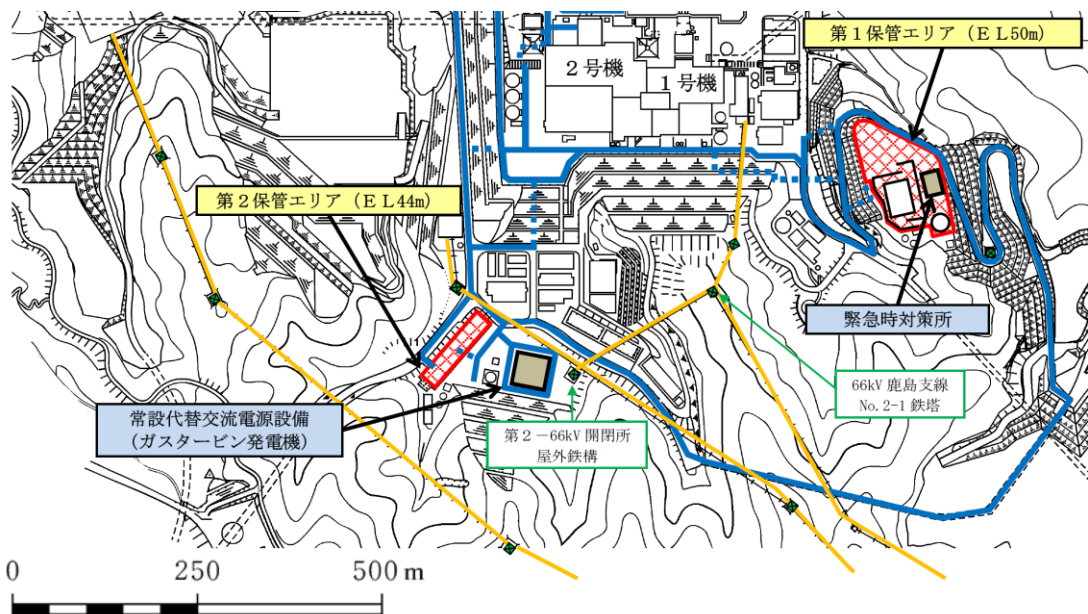 第1保管エリア（EL50m）
2号機
1号機
第2保管エリア（EL44m）
緊急時対策所
66kV 鹿島支線
No.2-1 鉄塔
常設代替交流電源設備
(ガスタービン発電機)
第2－66kV 開閉所
屋外鉄構
0 250 500 m